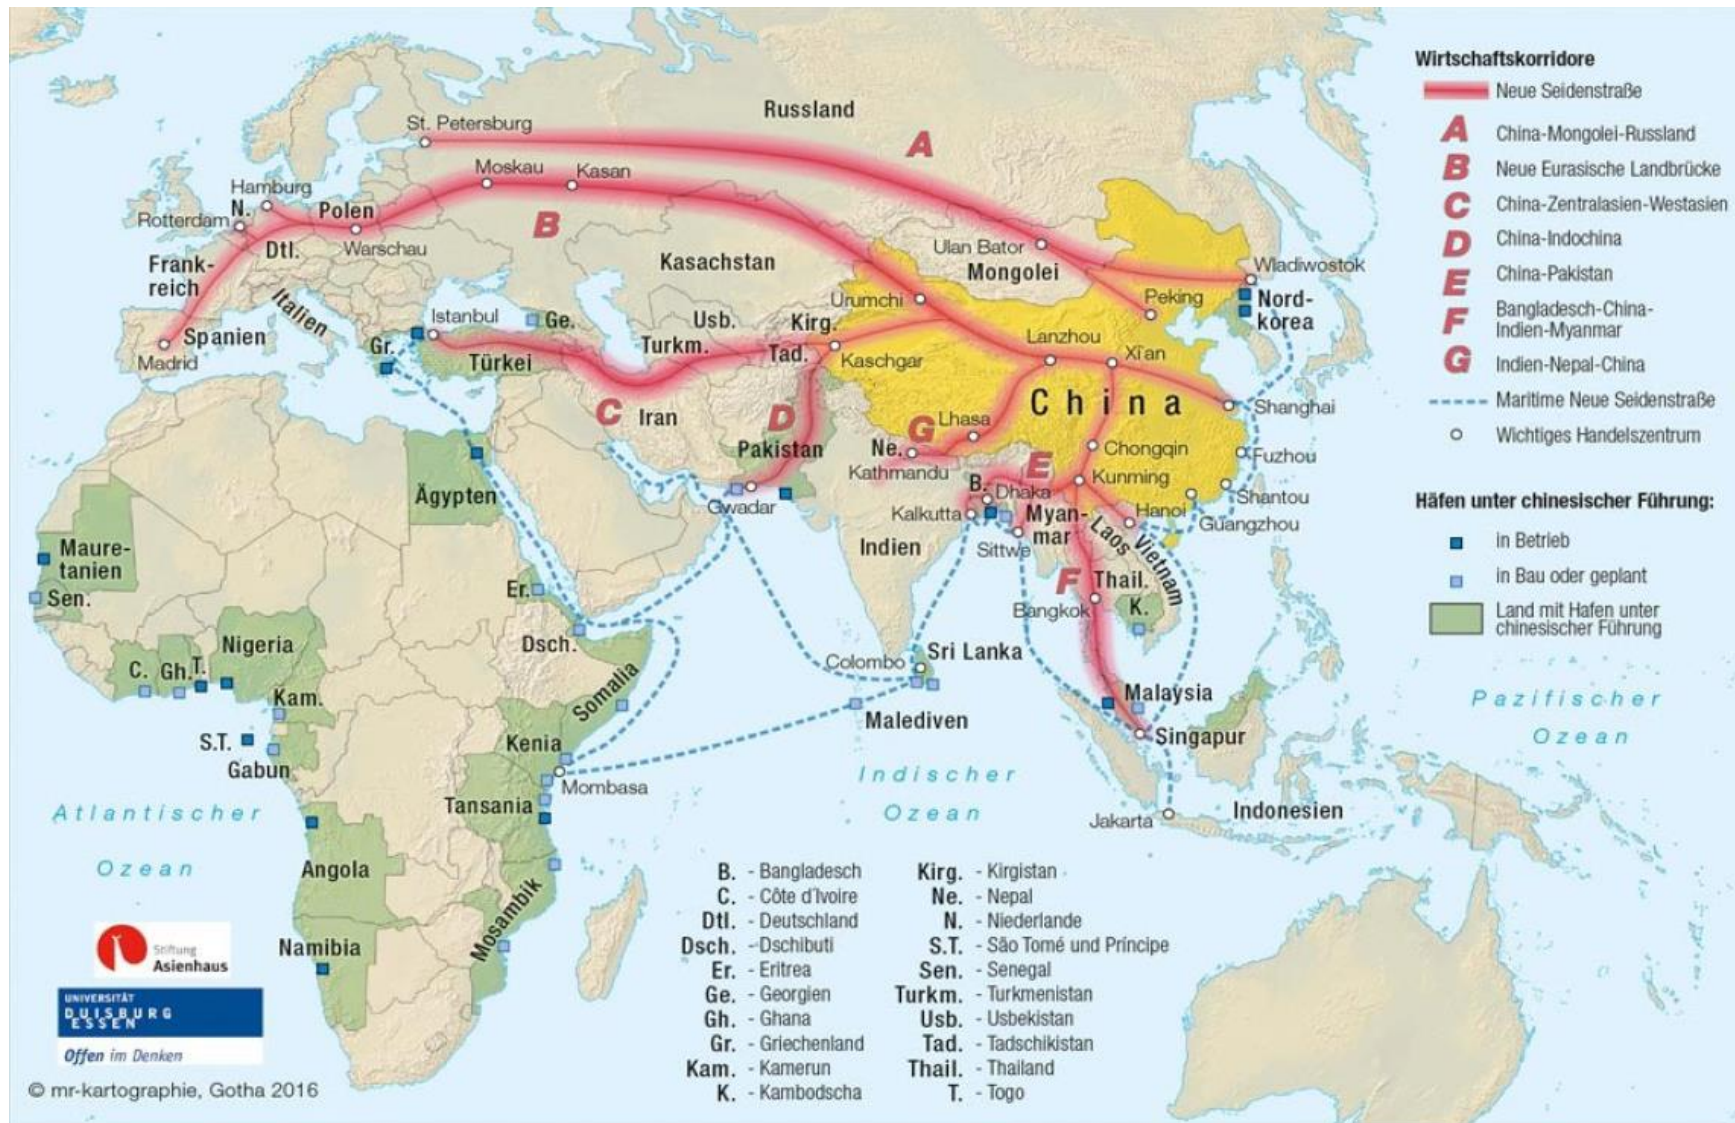 Wirtschaftskorridore
Neue Seidenstraße
A China-Mongolei-Russland
B Neue Eurasische Landbrücke
C China-Zentralasien-Westasien
D China-Indochina
E China-Pakistan
F Bangladesch-China-
Indien-Myanmar
G Indien-Nepal-China
Maritime Neue Seidenstraße
Wichtiges Handelszentrum
Häfen unter chinesischer Führung:
in Betrieb
in Bau oder geplant
Land mit Hafen unter
chinesischer Führung
Russland
A
St. Petersburg
Moskau
Kasan
Hamburg
N.
Rotterdam
Polen
B
Dtl.
Warschau
Frank-
reich
Kasachstan
Ulan Bator
Mongolei
Wladiwostok
Italien
Urumchi
Peking
Nord-
korea
Istanbul
Ge.
Usb.
Kirg.
Spanien
Madrid
Gr.
Türkei
Turkm.
Tad.
Kaschgar
Lanzhou
Xi'an
C
Iran
D
China
Shanghai
Lhasa
G
Pakistan
Ne.
Kathmandu
Chongqin
Fuzhou
E
Kunming
B.
Dhaka
Shantou
Ägypten
Gwadar
Kalkutta
Myan-
mar
Hanoi
Guangzhou
Laos
Vietnam
Indien
Sittwe
Maure-
tanien
Sen.
Er.
F
Thail.
Bangkok
K.
Dsch.
Nigeria
C.
Gh.
T.
Somalia
Colombo
Sri Lanka
Kam.
Malediven
Malaysia
Singapur
Pazifischer
Ozean
S.T.
Gabun
Kenia
Mombasa
Indischer
Ozean
Tansania
Atlantischer
Ozean
Jakarta
Indonesien
Angola
Mosambik
Namibia
B. - Bangladesch
C. - Côte d´Ivoire
Dtl. - Deutschland
Dsch. - Dschibuti
Er. - Eritrea
Ge. - Georgien
Gh. - Ghana
Gr. - Griechenland
Kam. - Kamerun
K. - Kambodscha
Kirg. - Kirgistan
Ne. - Nepal
N. - Niederlande
S.T. - São Tomé und Príncipe
Sen. - Senegal
Turkm. - Turkmenistan
Usb. - Usbekistan
Tad. - Tadschikistan
Thail. - Thailand
T. - Togo
Stiftung
Asienhaus
UNIVERSITÄT
DUISBURG
ESSEN
Offen im Denken
© mr-kartographie, Gotha 2016